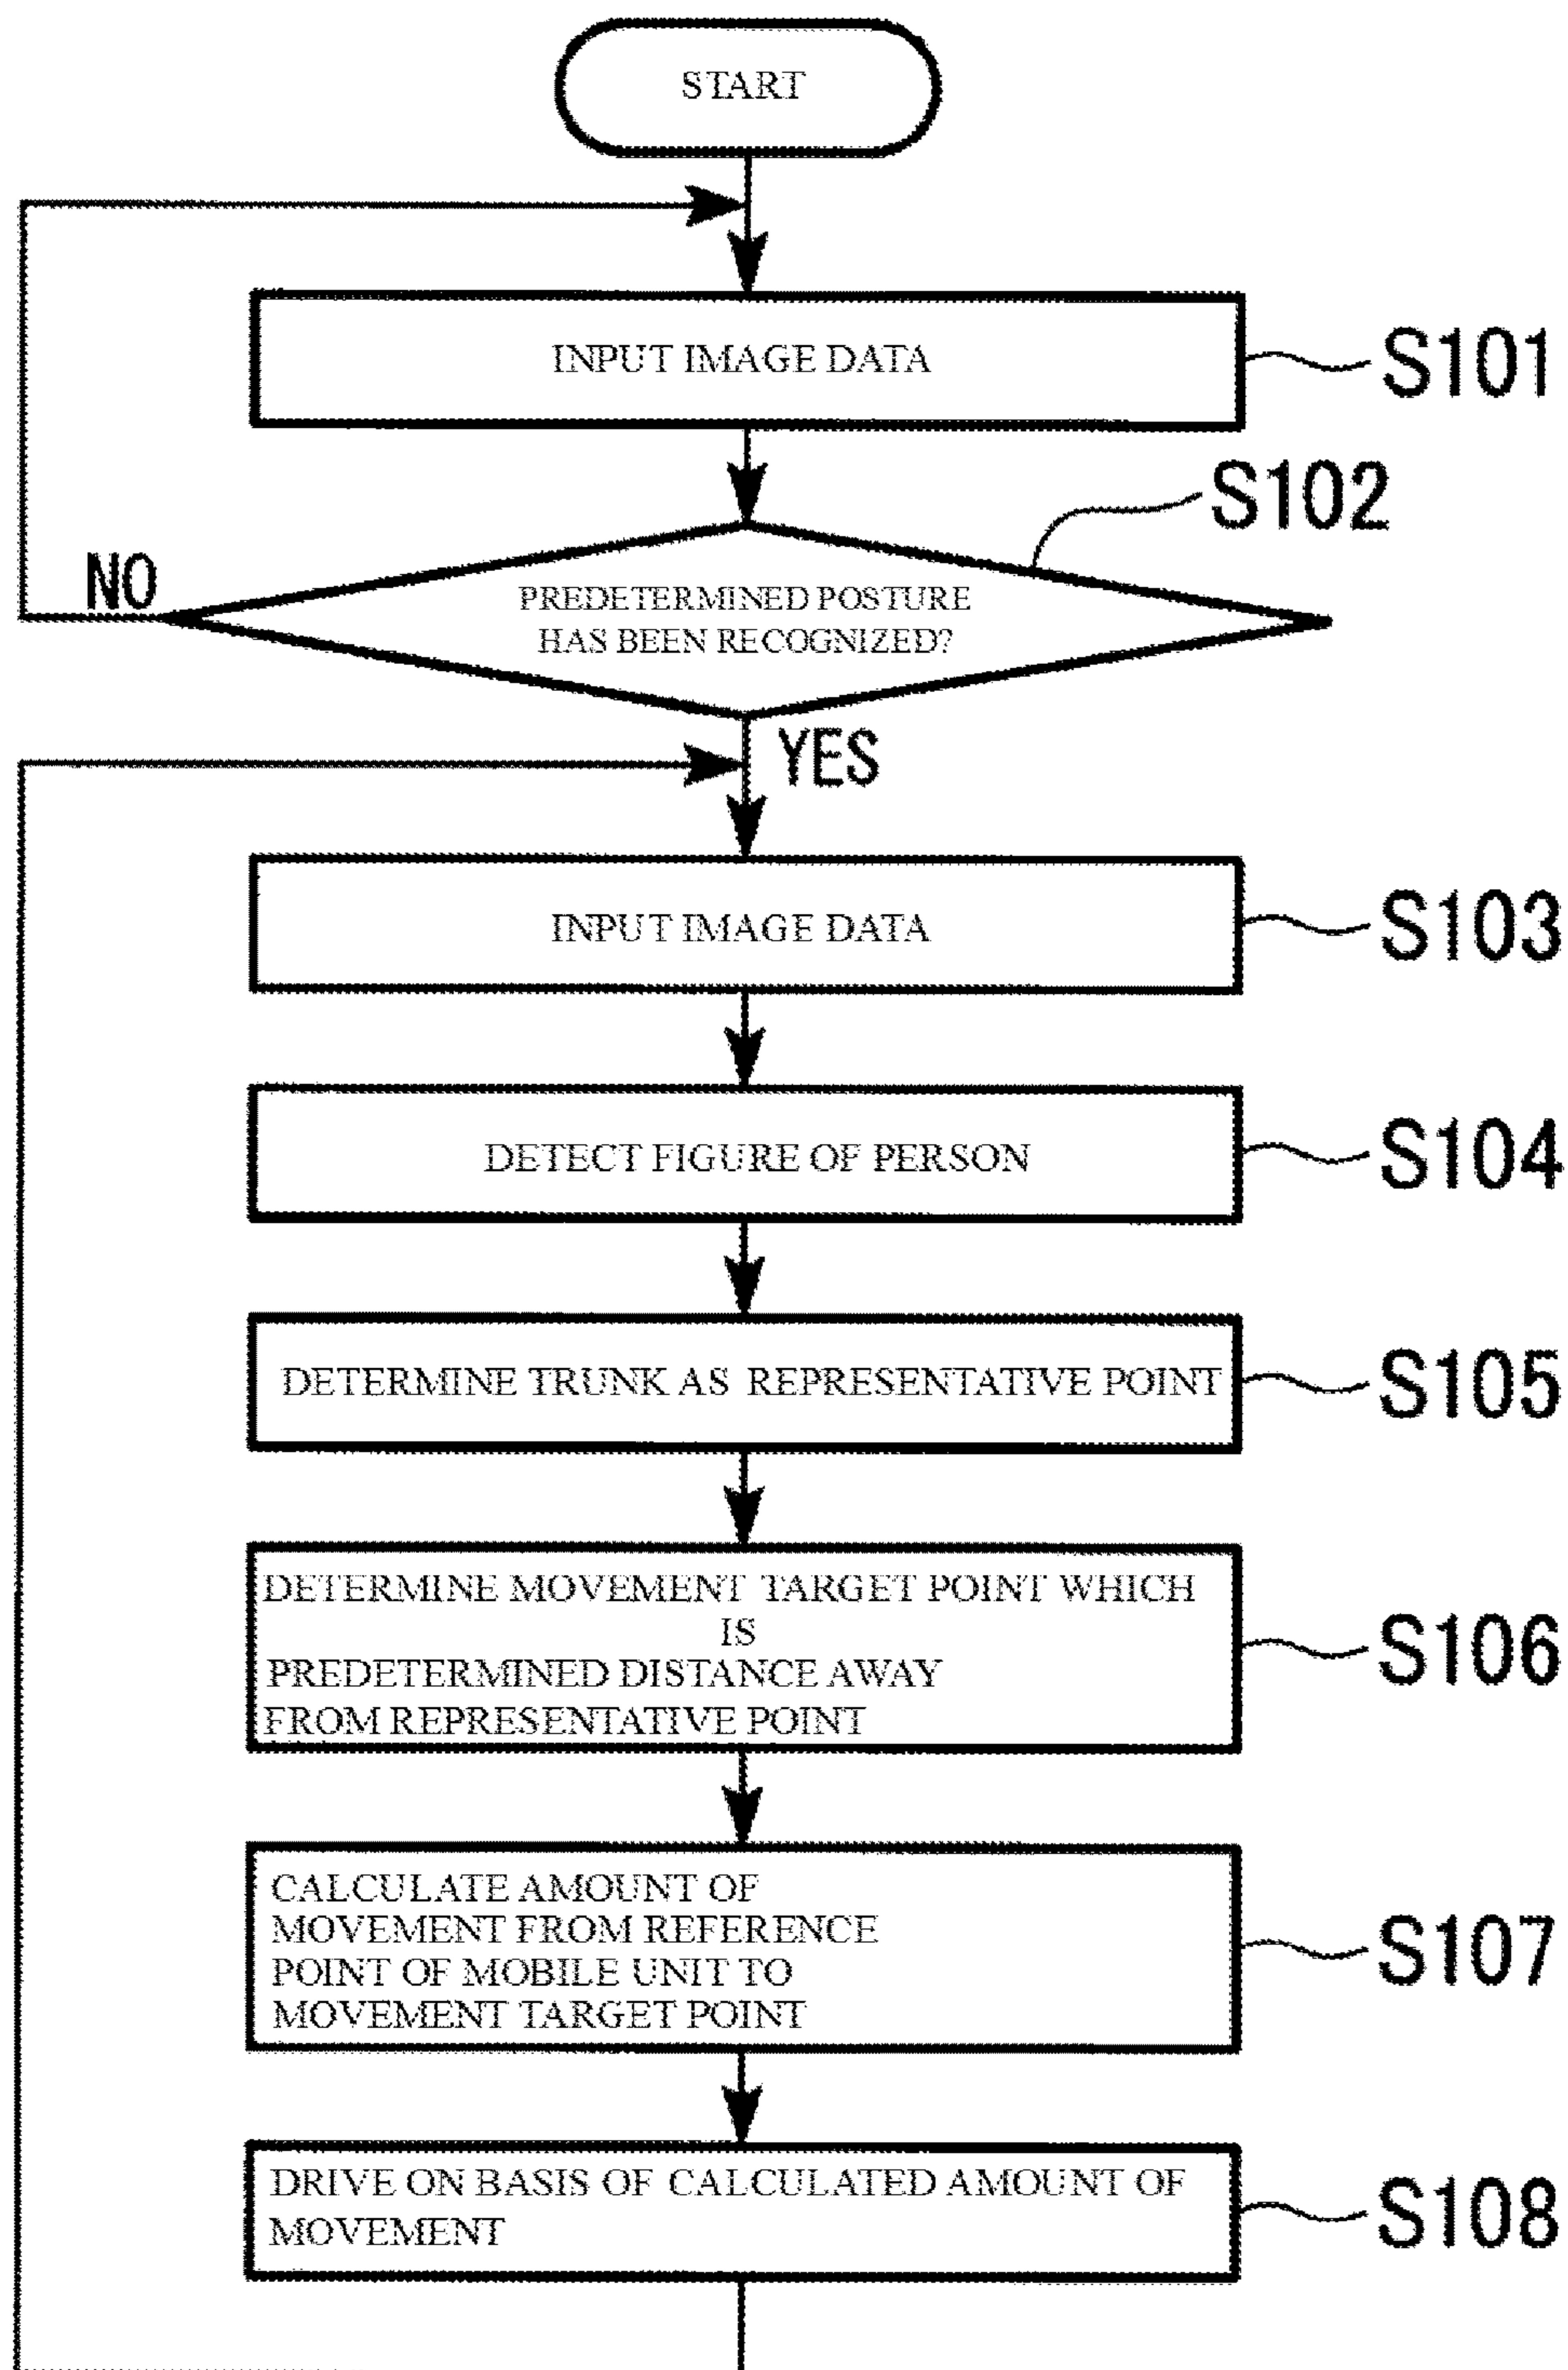 START
INPUT IMAGE DATA
S101
S102
NO
PREDETERMINED POSTURE
HAS BEEN RECOGNIZED?
YES
INPUT IMAGE DATA
S103
DETECT FIGURE OF PERSON
S104
DETERMINE TRUNK AS REPRESENTATIVE POINT
S105
DETERMINE MOVEMENT TARGET POINT WHICH
IS
PREDETERMINED DISTANCE AWAY
FROM REPRESENTATIVE POINT
S106
CALCULATE AMOUNT OF
MOVEMENT FROM REFERENCE
POINT OF MOBILE UNIT TO
MOVEMENT TARGET POINT
S107
DRIVE ON BASIS OF CALCULATED AMOUNT OF
MOVEMENT
S108